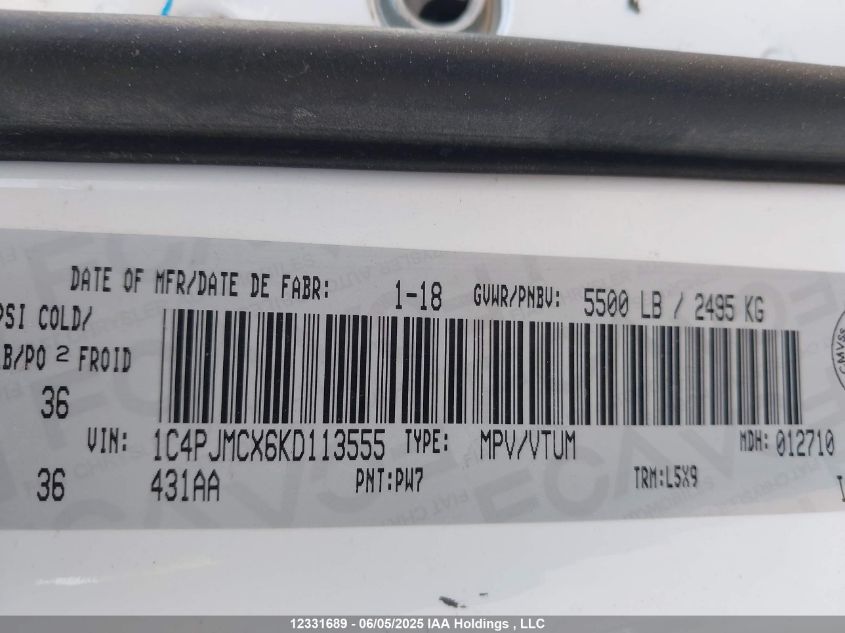 DATE OF MFR/DATE DE FABR: 1-18 GVWR/PNBV: 5500 LB / 2495 KG
PSI COLD/
B/PO 2 FROID
36
VIN: 1C4PJMCX6KD113555 TYPE: MPV/VTUM MDH: 012710
36 431AA PNT:PW7 TRM:L5X9
CMVSS
12331689 - 06/05/2025 IAA Holdings , LLC